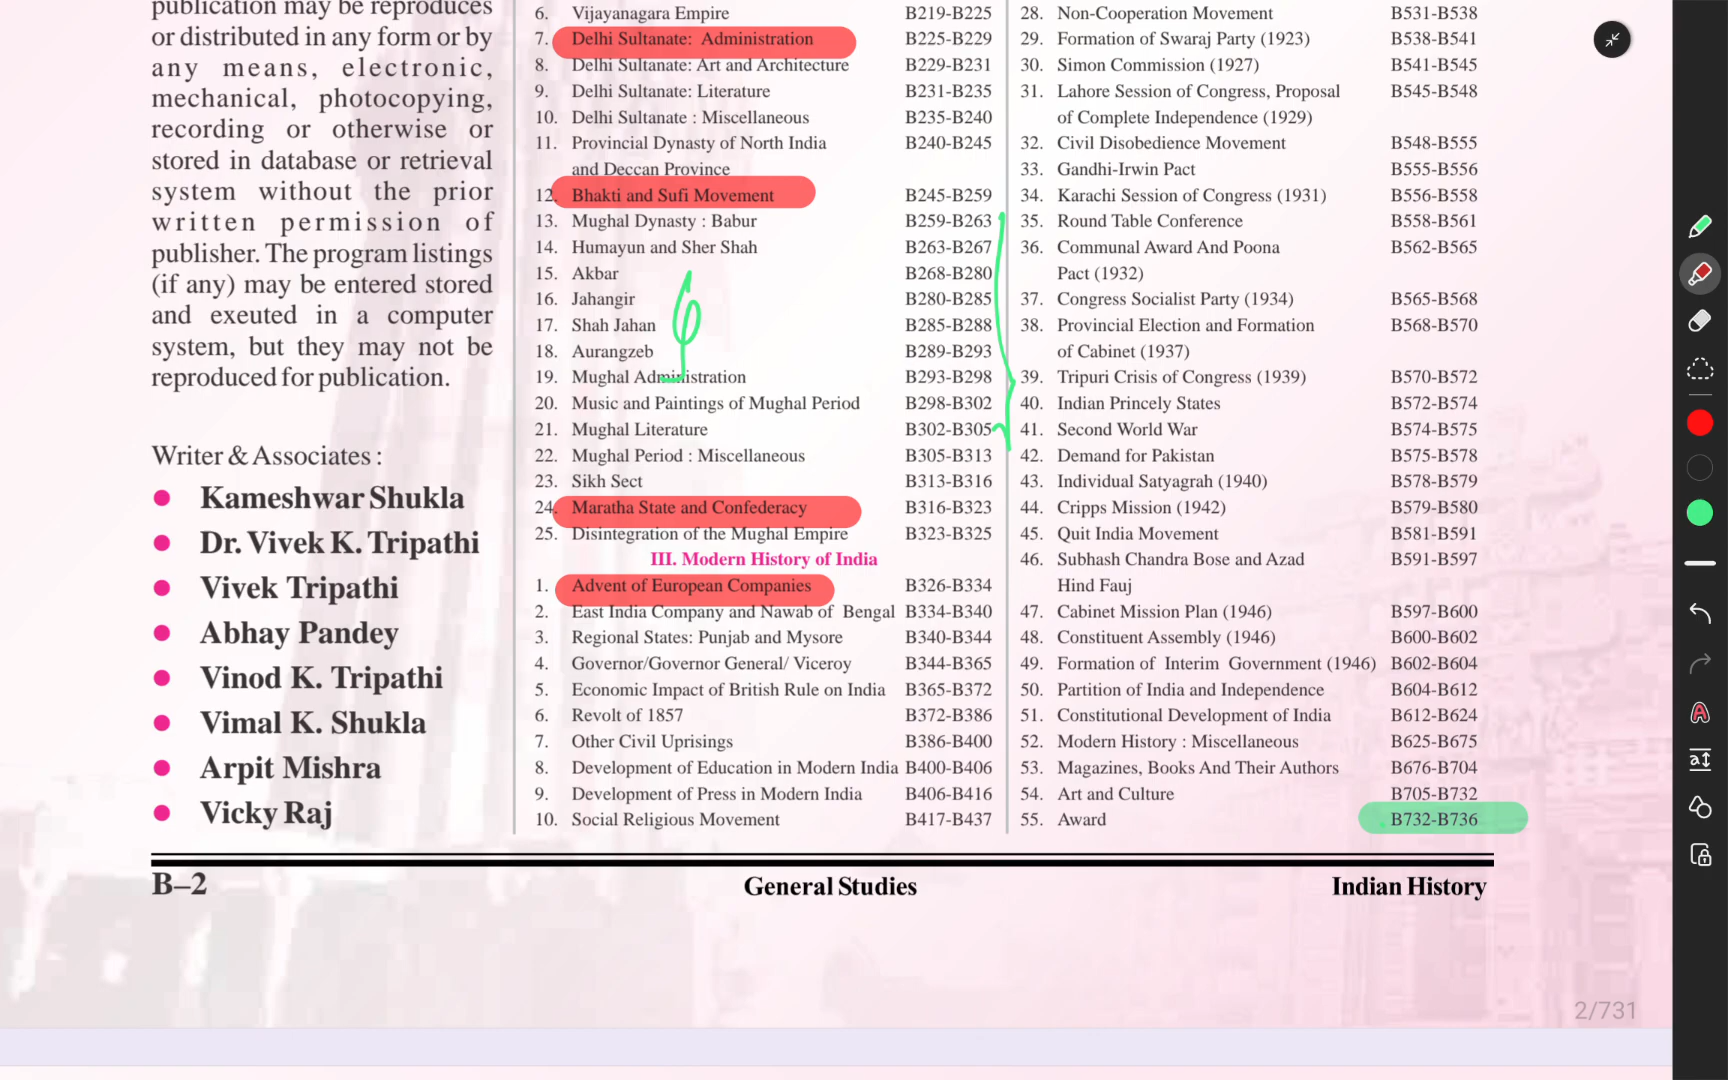 publication may be reproduces
or distributed in any form or by
any means, electronic,
mechanical, photocopying,
recording or otherwise or
stored in database or retrieval
system without the prior
written permission of
publisher. The program listings
(if any) may be entered stored
and exeuted in a computer
system, but they may not be
reproduced for publication.
Writer & Associates :
Kameshwar Shukla
Dr. Vivek K. Tripathi
Vivek Tripathi
Abhay Pandey
Vinod K. Tripathi
Vimal K. Shukla
Arpit Mishra
Vicky Raj
6. Vijayanagara Empire B219-B225
7. Delhi Sultanate: Administration B225-B229
8. Delhi Sultanate: Art and Architecture B229-B231
9. Delhi Sultanate: Literature B231-B235
10. Delhi Sultanate : Miscellaneous B235-B240
11. Provincial Dynasty of North India B240-B245
and Deccan Province
12. Bhakti and Sufi Movement B245-B259
13. Mughal Dynasty : Babur B259-B263
14. Humayun and Sher Shah B263-B267
15. Akbar B268-B280
16. Jahangir B280-B285
17. Shah Jahan B285-B288
18. Aurangzeb B289-B293
19. Mughal Administration B293-B298
20. Music and Paintings of Mughal Period B298-B302
21. Mughal Literature B302-B305
22. Mughal Period : Miscellaneous B305-B313
23. Sikh Sect B313-B316
24. Maratha State and Confederacy B316-B323
25. Disintegration of the Mughal Empire B323-B325
III. Modern History of India
1. Advent of European Companies B326-B334
2. East India Company and Nawab of Bengal B334-B340
3. Regional States: Punjab and Mysore B340-B344
4. Governor/Governor General/ Viceroy B344-B365
5. Economic Impact of British Rule on India B365-B372
6. Revolt of 1857 B372-B386
7. Other Civil Uprisings B386-B400
8. Development of Education in Modern India B400-B406
9. Development of Press in Modern India B406-B416
10. Social Religious Movement B417-B437
28. Non-Cooperation Movement B531-B538
29. Formation of Swaraj Party (1923) B538-B541
30. Simon Commission (1927) B541-B545
31. Lahore Session of Congress, Proposal B545-B548
of Complete Independence (1929)
32. Civil Disobedience Movement B548-B555
33. Gandhi-Irwin Pact B555-B556
34. Karachi Session of Congress (1931) B556-B558
35. Round Table Conference B558-B561
36. Communal Award And Poona B562-B565
Pact (1932)
37. Congress Socialist Party (1934) B565-B568
38. Provincial Election and Formation B568-B570
of Cabinet (1937)
39. Tripuri Crisis of Congress (1939) B570-B572
40. Indian Princely States B572-B574
41. Second World War B574-B575
42. Demand for Pakistan B575-B578
43. Individual Satyagrah (1940) B578-B579
44. Cripps Mission (1942) B579-B580
45. Quit India Movement B581-B591
46. Subhash Chandra Bose and Azad B591-B597
Hind Fauj
47. Cabinet Mission Plan (1946) B597-B600
48. Constituent Assembly (1946) B600-B602
49. Formation of Interim Government (1946) B602-B604
50. Partition of India and Independence B604-B612
51. Constitutional Development of India B612-B624
52. Modern History : Miscellaneous B625-B675
53. Magazines, Books And Their Authors B676-B704
54. Art and Culture B705-B732
55. Award B732-B736
B–2 General Studies Indian History
2/731